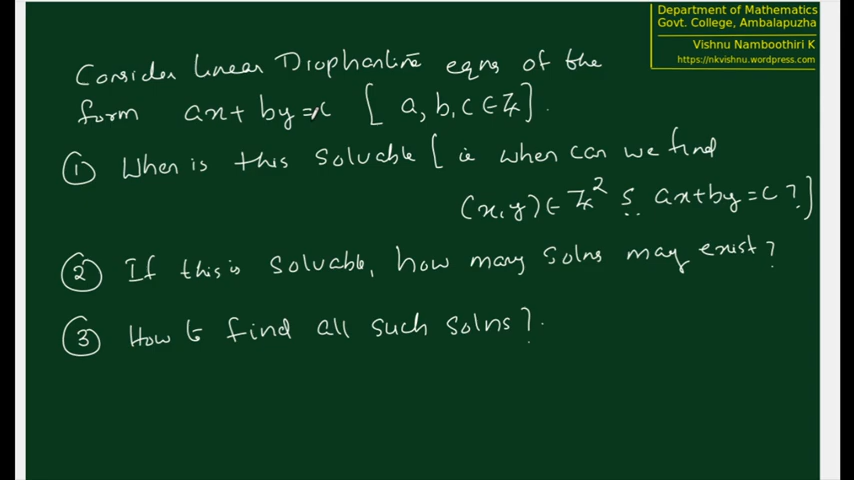 Department of Mathematics
Govt. College, Ambalapuzha
Vishnu Namboothiri K
https://nkvishnu.wordpress.com
Consider linear Diophantine eqns of the
form ax+ by=c [ a, b, c ∈ ℤ].
① When is this soluable [ ie when can we find
(x,y) ∈ ℤ² s.. ax+by=c ?]
② If this is soluable, how many solns may exist?
③ How to find all such solns?